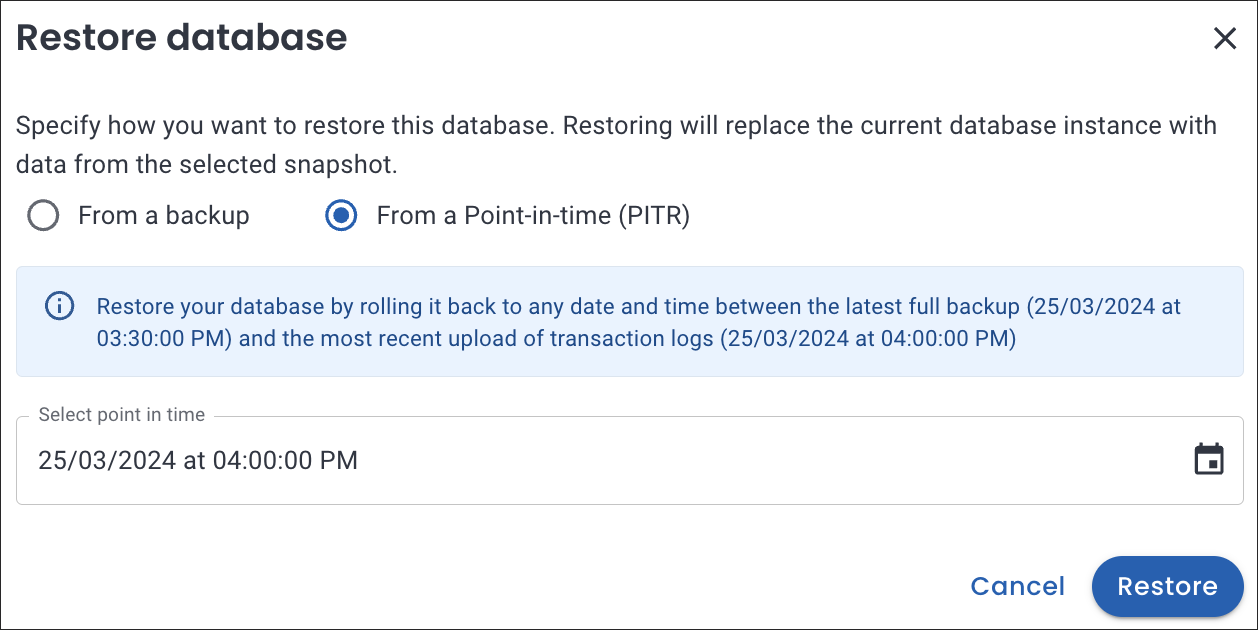 Restore database
Specify how you want to restore this database. Restoring will replace the current database instance with
data from the selected snapshot.
From a backup From a Point-in-time (PITR)
Restore your database by rolling it back to any date and time between the latest full backup (25/03/2024 at
03:30:00 PM) and the most recent upload of transaction logs (25/03/2024 at 04:00:00 PM)
Select point in time
25/03/2024 at 04:00:00 PM
Cancel Restore